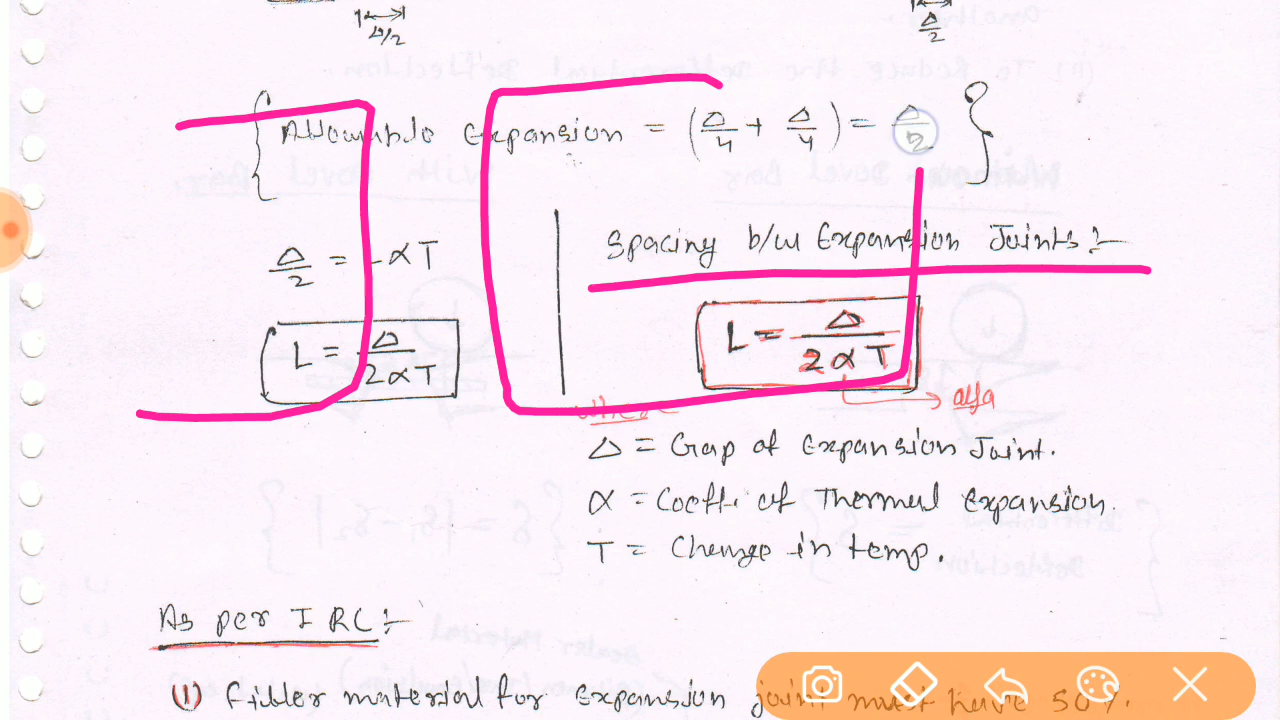 Δ/2
Δ/2
Allowable Expansion = (Δ/4 + Δ/4) = Δ/2
Δ/2 = LαT
L = Δ/2αT
Spacing b/w Expansion Joints :-
L = Δ/2αT
where
alfa
Δ = Gap of Expansion Joint.
α = Coeff. of Thermal Expansion
T = Change in temp.
As per IRC :-
(1) filler material for expansion joint must have 50%.